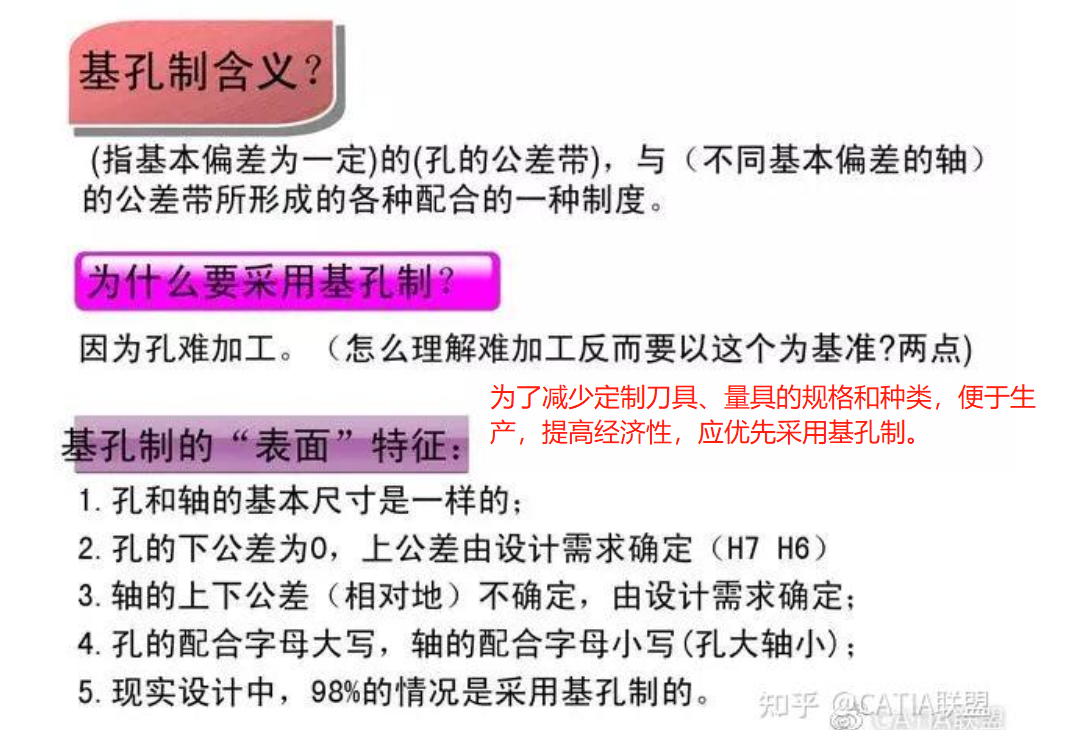 基孔制含义？
(指基本偏差为一定)的(孔的公差带)，与（不同基本偏差的轴）
的公差带所形成的各种配合的一种制度。
为什么要采用基孔制？
因为孔难加工。（怎么理解难加工反而要以这个为基准?两点)
为了减少定制刀具、量具的规格和种类，便于生
产，提高经济性，应优先采用基孔制。
基孔制的“表面”特征：
1.孔和轴的基本尺寸是一样的；
2.孔的下公差为0，上公差由设计需求确定（H7 H6）
3.轴的上下公差（相对地）不确定，由设计需求确定；
4.孔的配合字母大写，轴的配合字母小写(孔大轴小)；
5.现实设计中，98%的情况是采用基孔制的。
知乎 @CATIA联盟
CATIA联盟